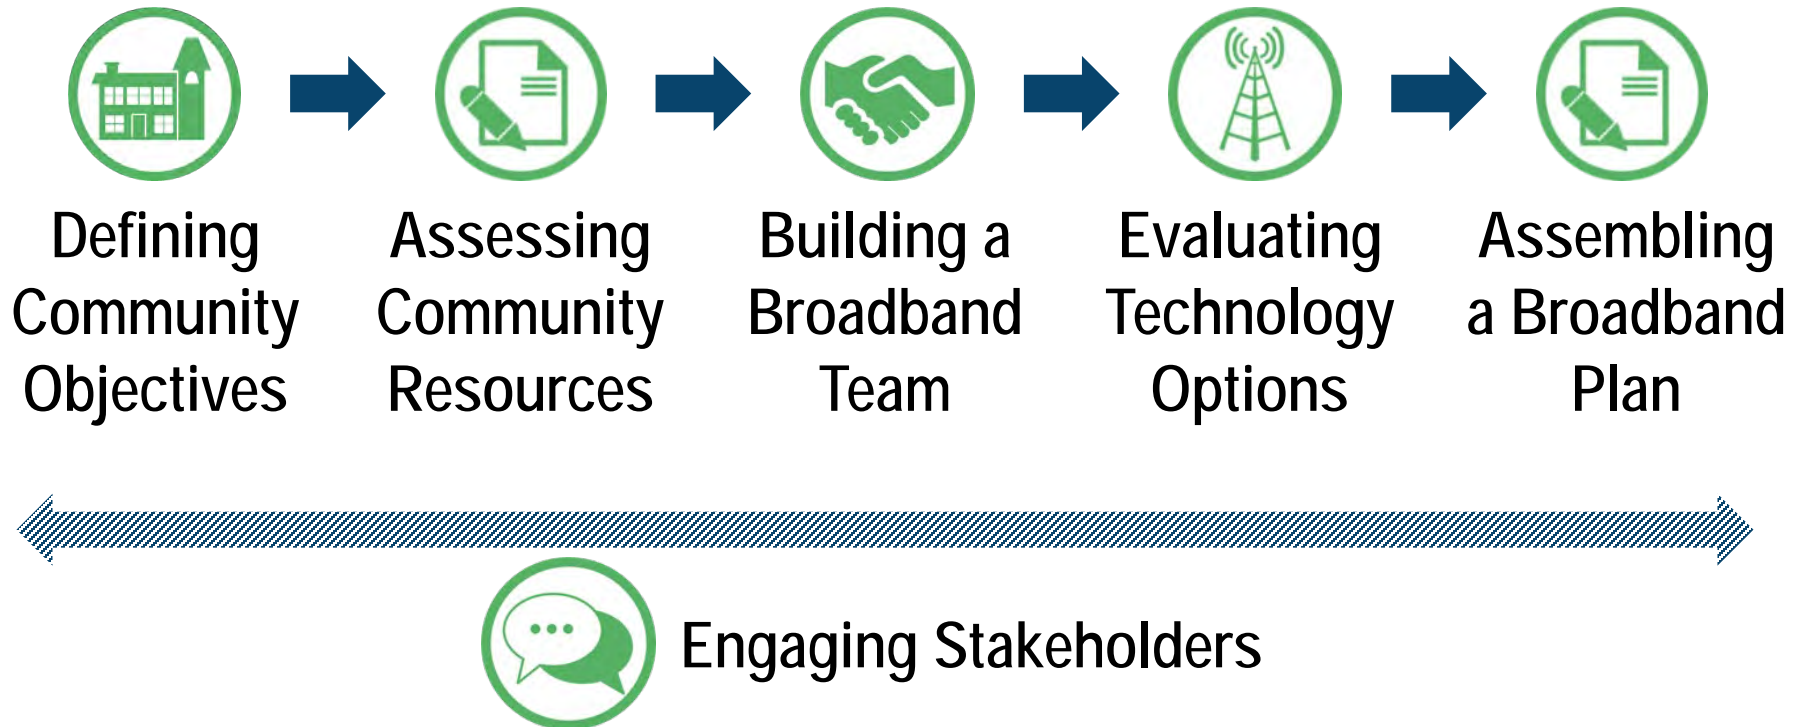 Defining
Community
Objectives
Assessing
Community
Resources
Building a
Broadband
Team
Evaluating
Technology
Options
Assembling
a Broadband
Plan
Engaging Stakeholders